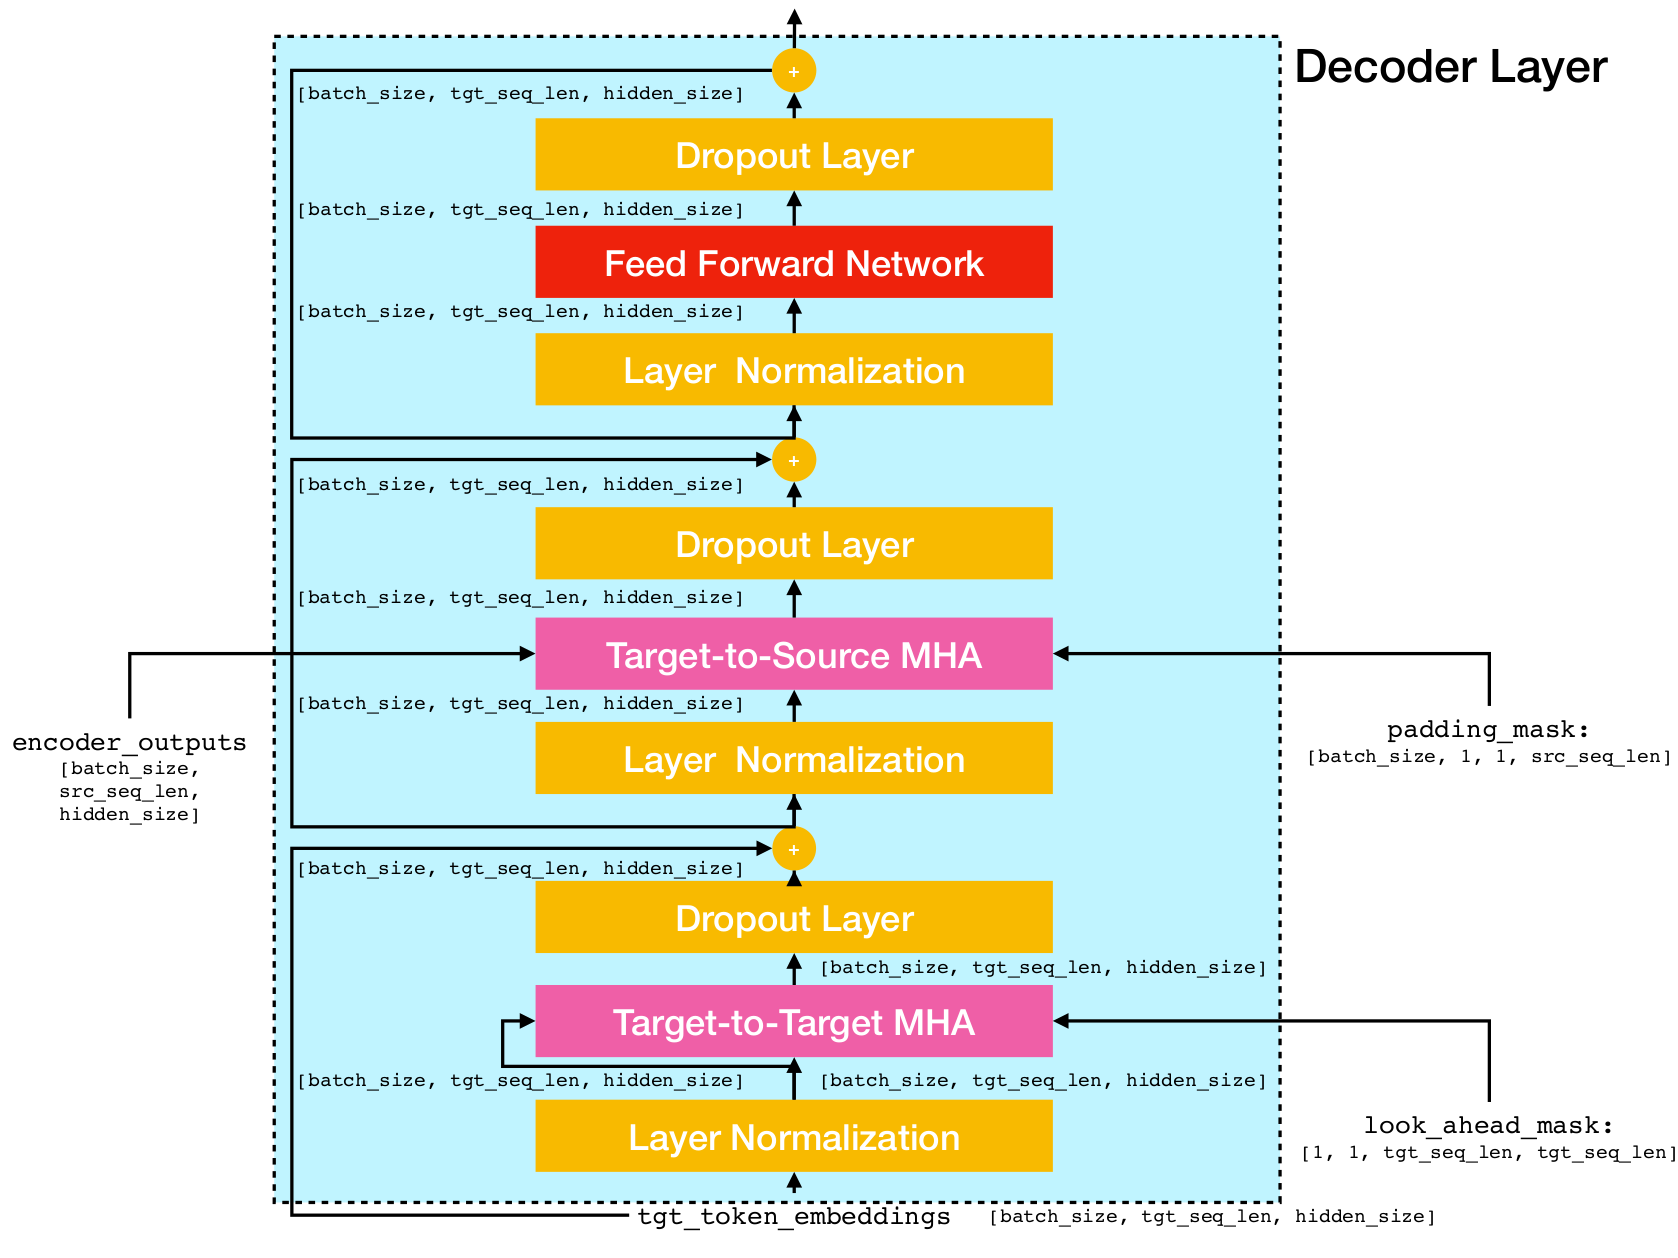 Decoder Layer
+
[batch_size, tgt_seq_len, hidden_size]
Dropout Layer
[batch_size, tgt_seq_len, hidden_size]
Feed Forward Network
[batch_size, tgt_seq_len, hidden_size]
Layer  Normalization
+
[batch_size, tgt_seq_len, hidden_size]
Dropout Layer
[batch_size, tgt_seq_len, hidden_size]
Target-to-Source MHA
[batch_size, tgt_seq_len, hidden_size]
encoder_outputs
[batch_size,
src_seq_len,
hidden_size]
padding_mask:
[batch_size, 1, 1, src_seq_len]
Layer  Normalization
+
[batch_size, tgt_seq_len, hidden_size]
Dropout Layer
[batch_size, tgt_seq_len, hidden_size]
Target-to-Target MHA
[batch_size, tgt_seq_len, hidden_size]
[batch_size, tgt_seq_len, hidden_size]
Layer Normalization
look_ahead_mask:
[1, 1, tgt_seq_len, tgt_seq_len]
tgt_token_embeddings
[batch_size, tgt_seq_len, hidden_size]